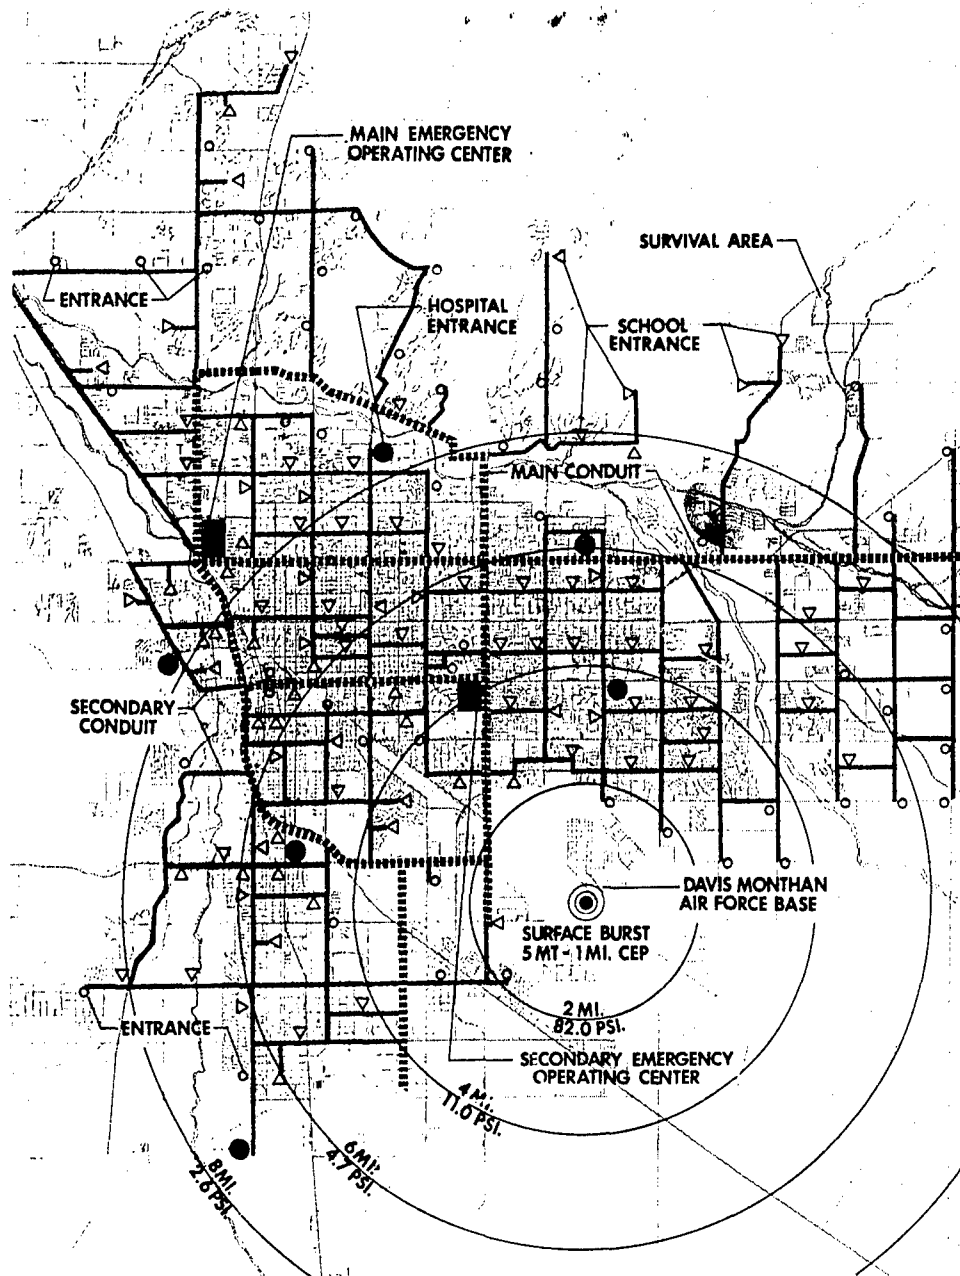 MAIN EMERGENCY
OPERATING CENTER
SURVIVAL AREA
ENTRANCE
HOSPITAL
ENTRANCE
SCHOOL
ENTRANCE
MAIN CONDUIT
SECONDARY
CONDUIT
DAVIS MONTHAN
AIR FORCE BASE
SURFACE BURST
5 MT - 1 MI. CEP
2 MI.
82.0 PSI.
ENTRANCE
SECONDARY EMERGENCY
OPERATING CENTER
4 MI.
11.0 PSI.
6 MI.
4.7 PSI.
8 MI.
2.6 PSI.